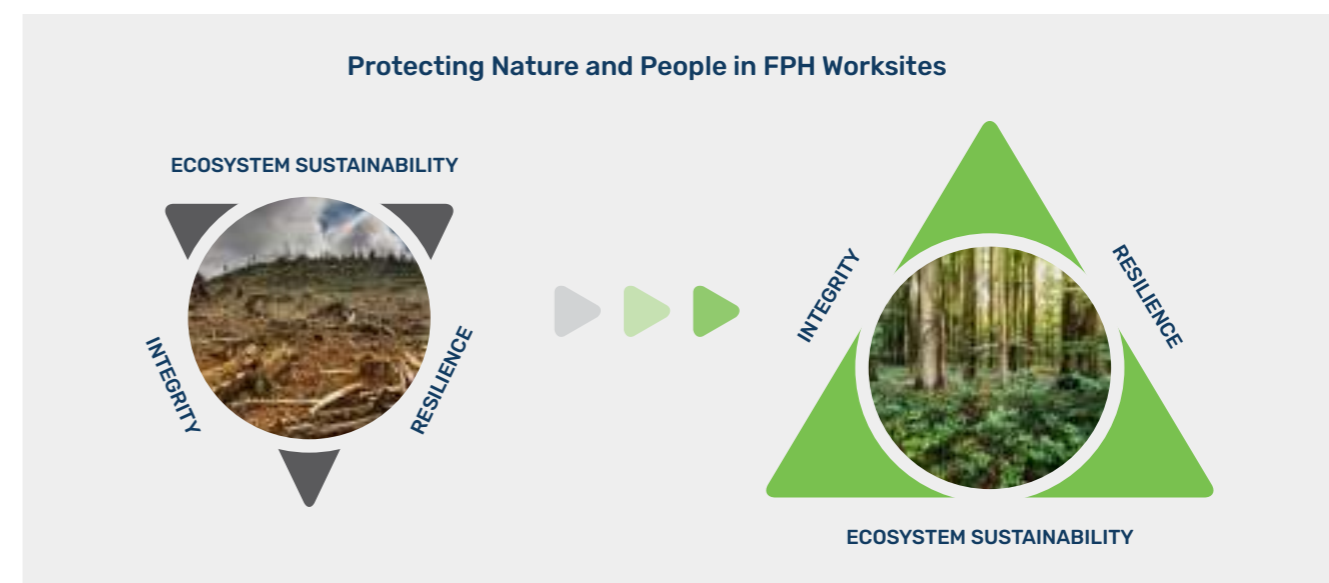 Protecting Nature and People in FPH Worksites
ECOSYSTEM SUSTAINABILITY
INTEGRITY
RESILIENCE
INTEGRITY
RESILIENCE
ECOSYSTEM SUSTAINABILITY